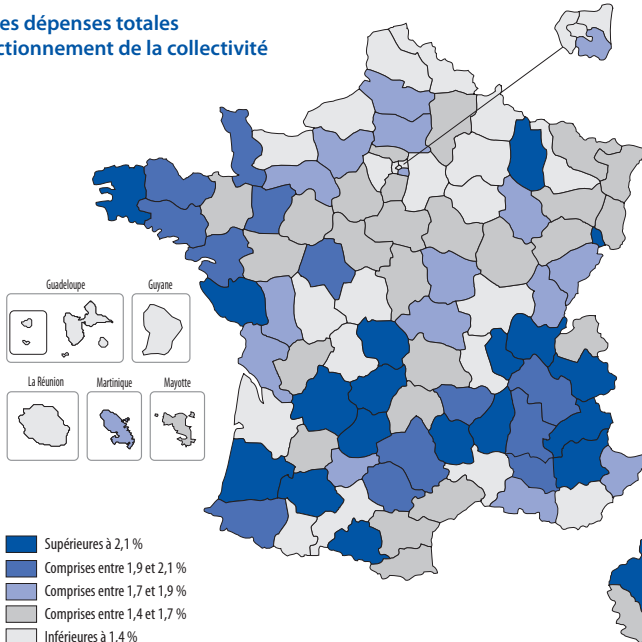 es dépenses totales
ctionnement de la collectivité
Guadeloupe
Guyane
La Réunion
Martinique
Mayotte
Supérieures à 2,1 %
Comprises entre 1,9 et 2,1 %
Comprises entre 1,7 et 1,9 %
Comprises entre 1,4 et 1,7 %
Inférieures à 1,4 %